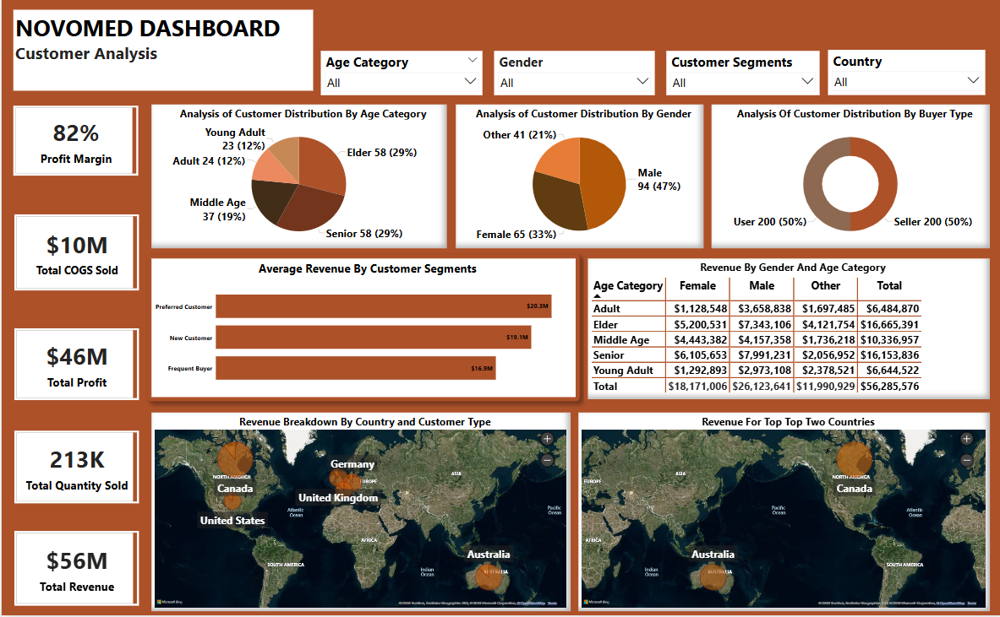 NOVOMED DASHBOARD
Customer Analysis
Age Category
All
Gender
All
Customer Segments
All
Country
All
82%
Profit Margin
$10M
Total COGS Sold
$46M
Total Profit
213K
Total Quantity Sold
$56M
Total Revenue
Analysis of Customer Distribution By Age Category
Young Adult
23 (12%)
Adult 24 (12%)
Middle Age
37 (19%)
Elder 58 (29%)
Senior 58 (29%)
Analysis of Customer Distribution By Gender
Other 41 (21%)
Male
94 (47%)
Female 65 (33%)
Analysis Of Customer Distribution By Buyer Type
User 200 (50%)
Seller 200 (50%)
Average Revenue By Customer Segments
Preferred Customer $20.3M
New Customer $19.1M
Frequent Buyer $16.9M
Revenue By Gender And Age Category
Age Category Female Male Other Total
Adult $1,128,548 $3,658,838 $1,697,485 $6,484,870
Elder $5,200,531 $7,343,106 $4,121,754 $16,665,391
Middle Age $4,443,382 $4,157,358 $1,736,218 $10,336,957
Senior $6,105,653 $7,991,231 $2,056,952 $16,153,836
Young Adult $1,292,893 $2,973,108 $2,378,521 $6,644,522
Total $18,171,006 $26,123,641 $11,990,929 $56,285,576
Revenue Breakdown By Country and Customer Type
Germany
NORTH AMERICA
EUROPE
ASIA
Canada
United Kingdom
United States
Atlantic
Ocean
Pacific
Ocean
AFRICA
SOUTH AMERICA
Indian
Ocean
Australia
AUSTRALIA
Microsoft Bing
Revenue For Top Top Two Countries
EUROPE
ASIA
NORTH AMERICA
Canada
Pacific
Ocean
Atlantic
Ocean
AFRICA
Australia
SOUTH AMERICA
Indian
Ocean
AUSTRALIA
Microsoft Bing